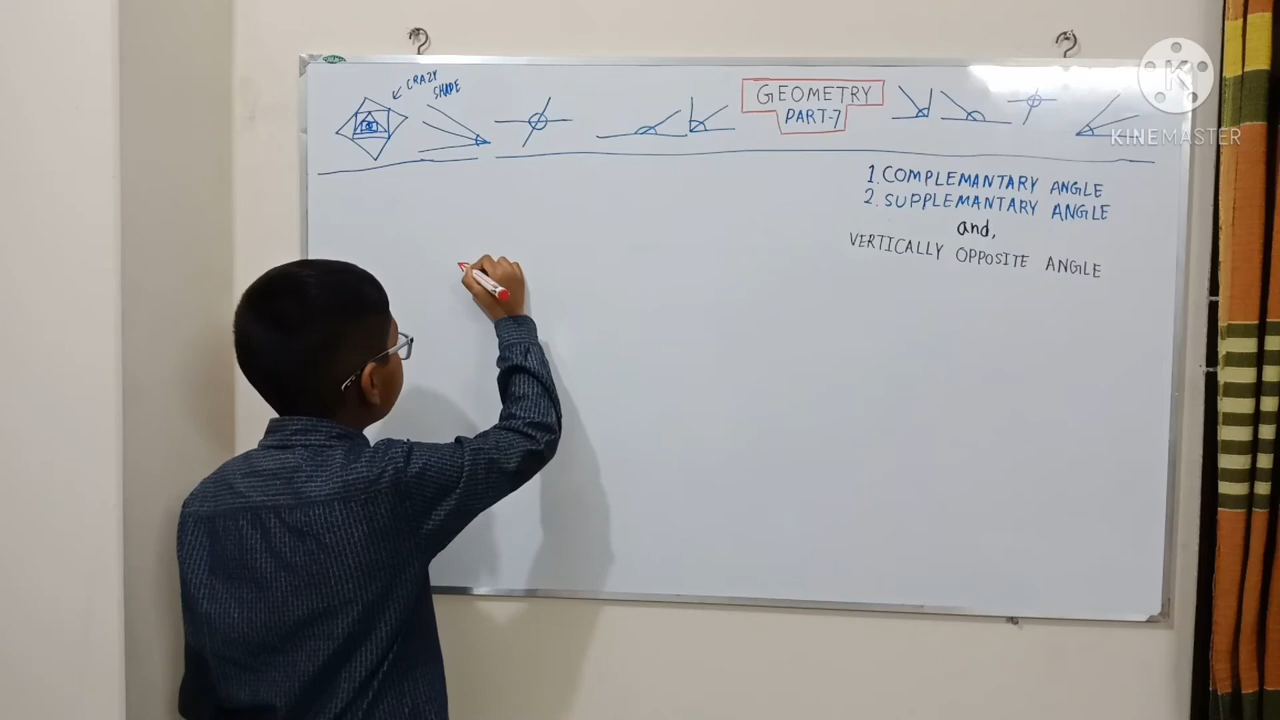 CRAZY
SHAPE
GEOMETRY
PART-7
1. COMPLEMANTARY ANGLE
2. SUPPLEMANTARY ANGLE
and,
VERTICALLY OPPOSITE ANGLE
K
KINEMASTER